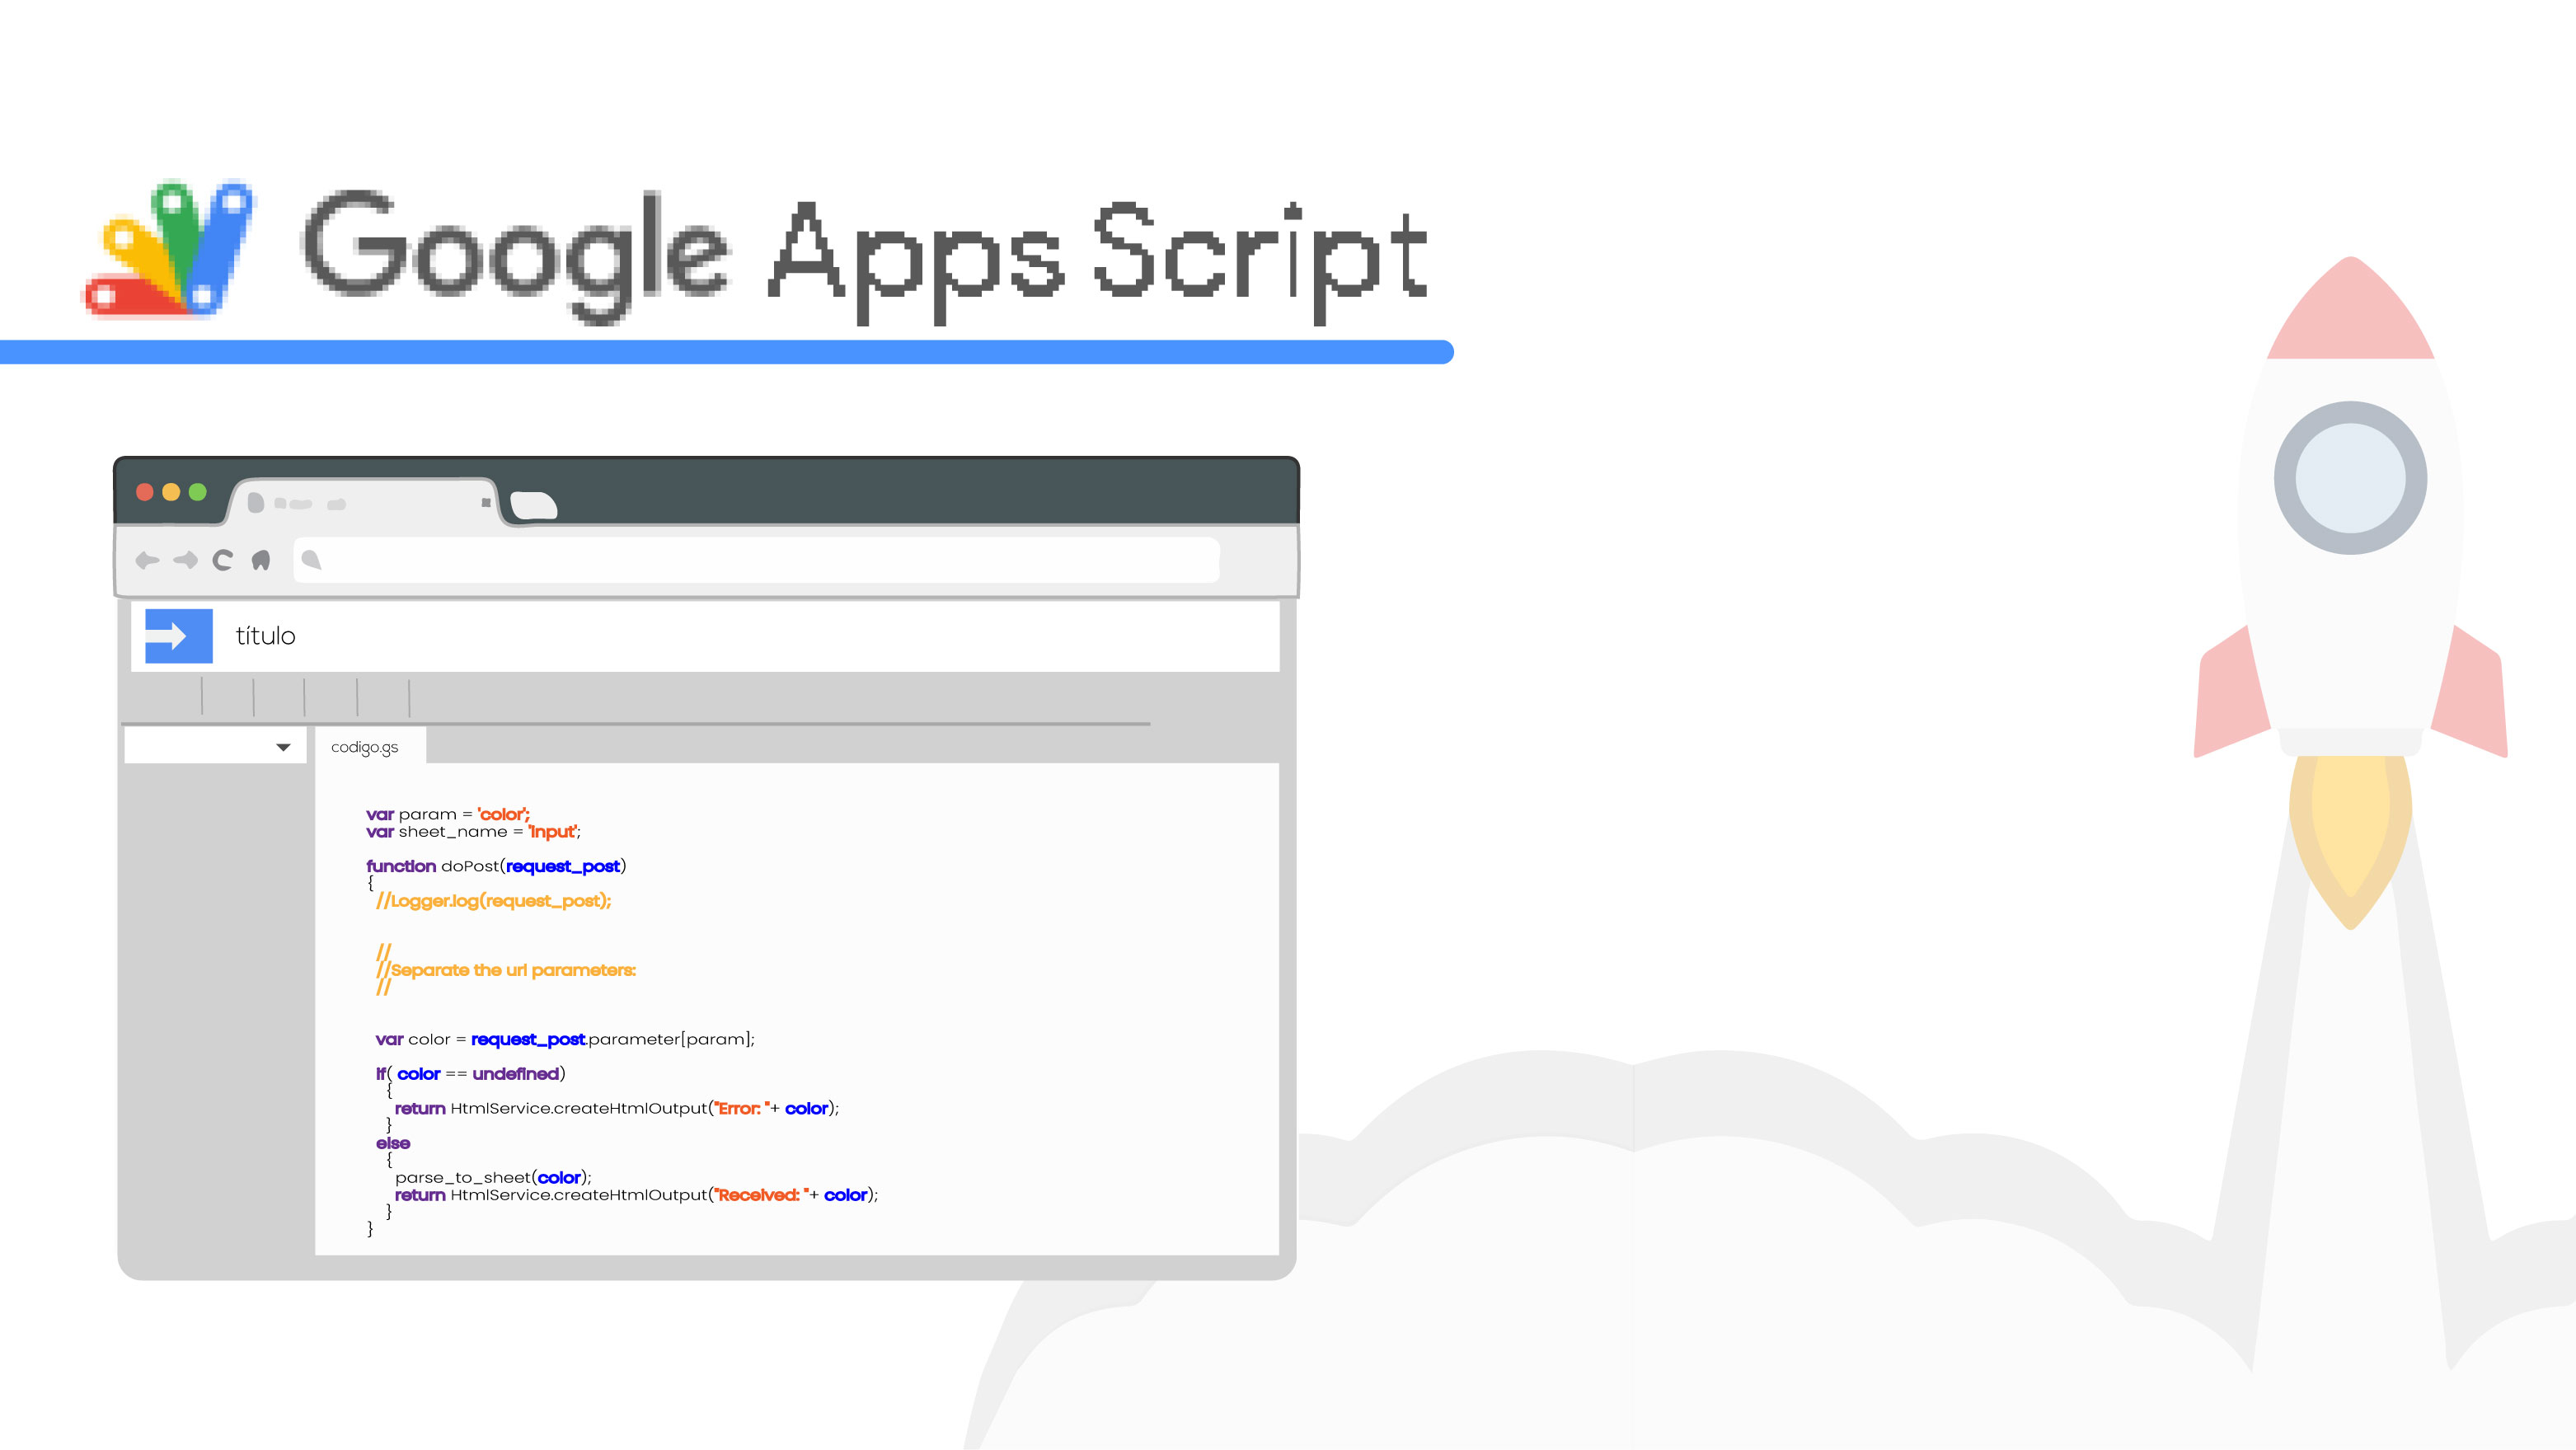 Google Apps Script
título
codigo.gs
var param = 'color';
var sheet_name = 'Input';
function doPost(request_post)
{
//Logger.log(request_post);
//
//Separate the url parameters:
//
var color = request_post.parameter[param];
if( color == undefined)
{
return HtmlService.createHtmlOutput("Error: "+ color);
}
else
{
parse_to_sheet(color);
return HtmlService.createHtmlOutput("Received: "+ color);
}
}